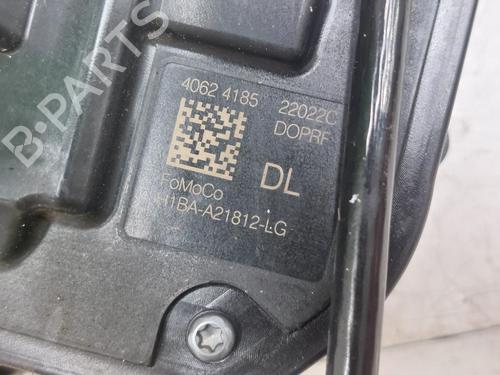 B-PARTS
4062 4185 22022C
DOPRF
DL
FoMoCo
H1BA-A21812-LG